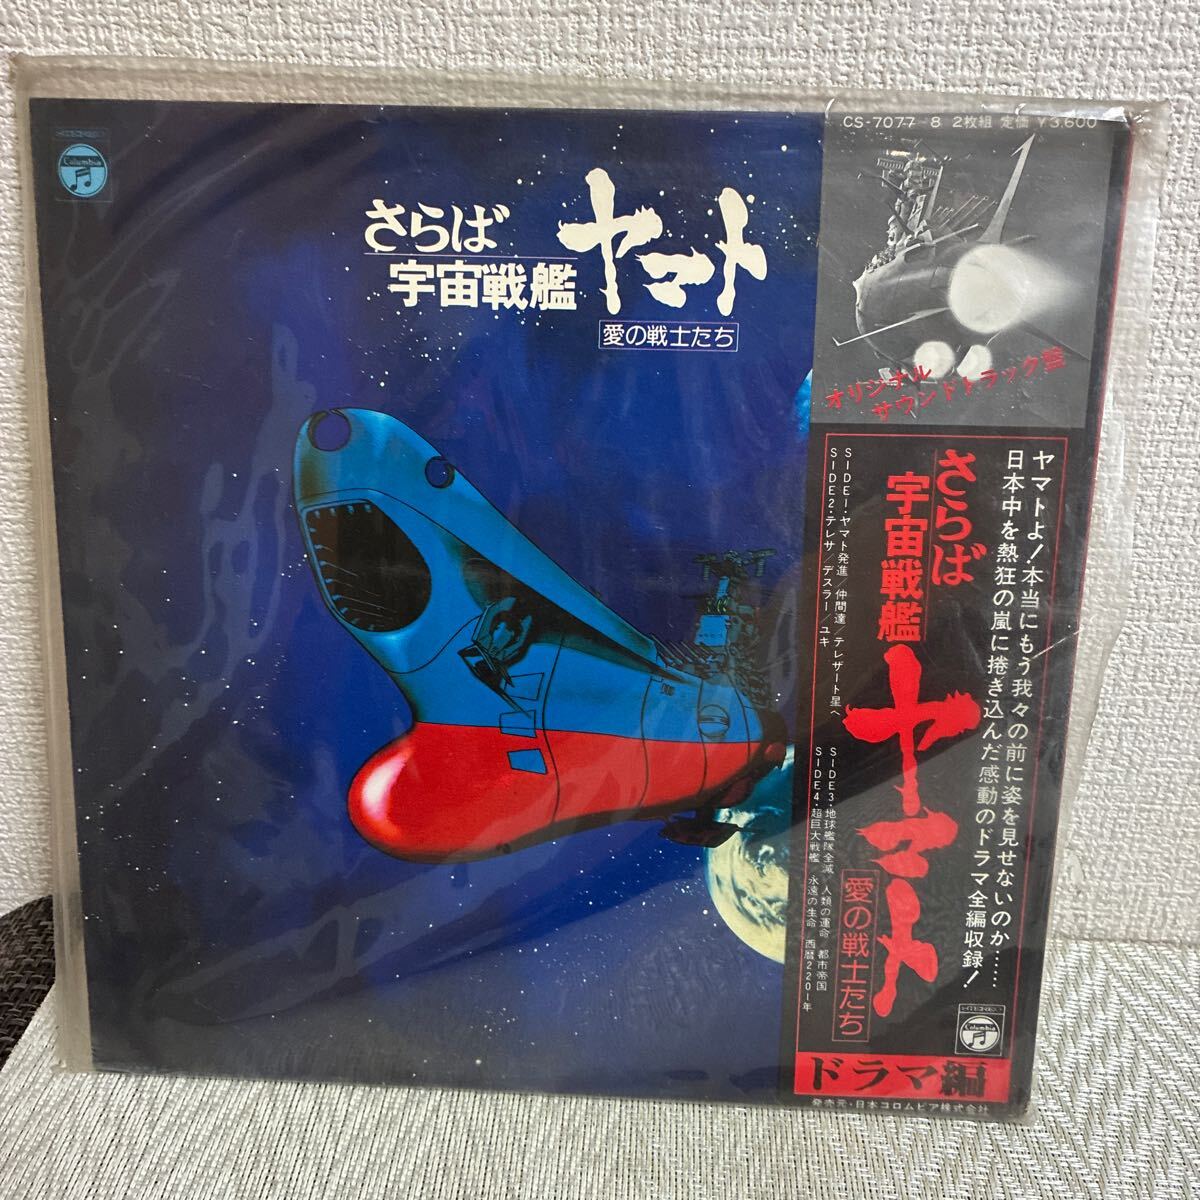 STEREO
Columbia
さらば
宇宙戦艦
ヤマト
愛の戦士たち
CS-7077-8 2枚組 定価 ¥3,600
オリジナル
サウンドトラック盤
ヤマトよ!本当にもう我々の前に姿を見せないのか……
日本中を熱狂の嵐に捲き込んだ感動のドラマ全編収録!
さらば
宇宙戦艦
ヤマト
愛の戦士たち
SIDE1・ヤマト発進/仲間達/テレザート星へ
SIDE2・テレサ/デスラー/ユキ
SIDE3・地球艦隊全滅 人類の運命 都市帝国
SIDE4・超巨大戦艦 永遠の生命 西暦2201年
STEREO
Columbia
ドラマ編
発売元・日本コロムビア株式会社